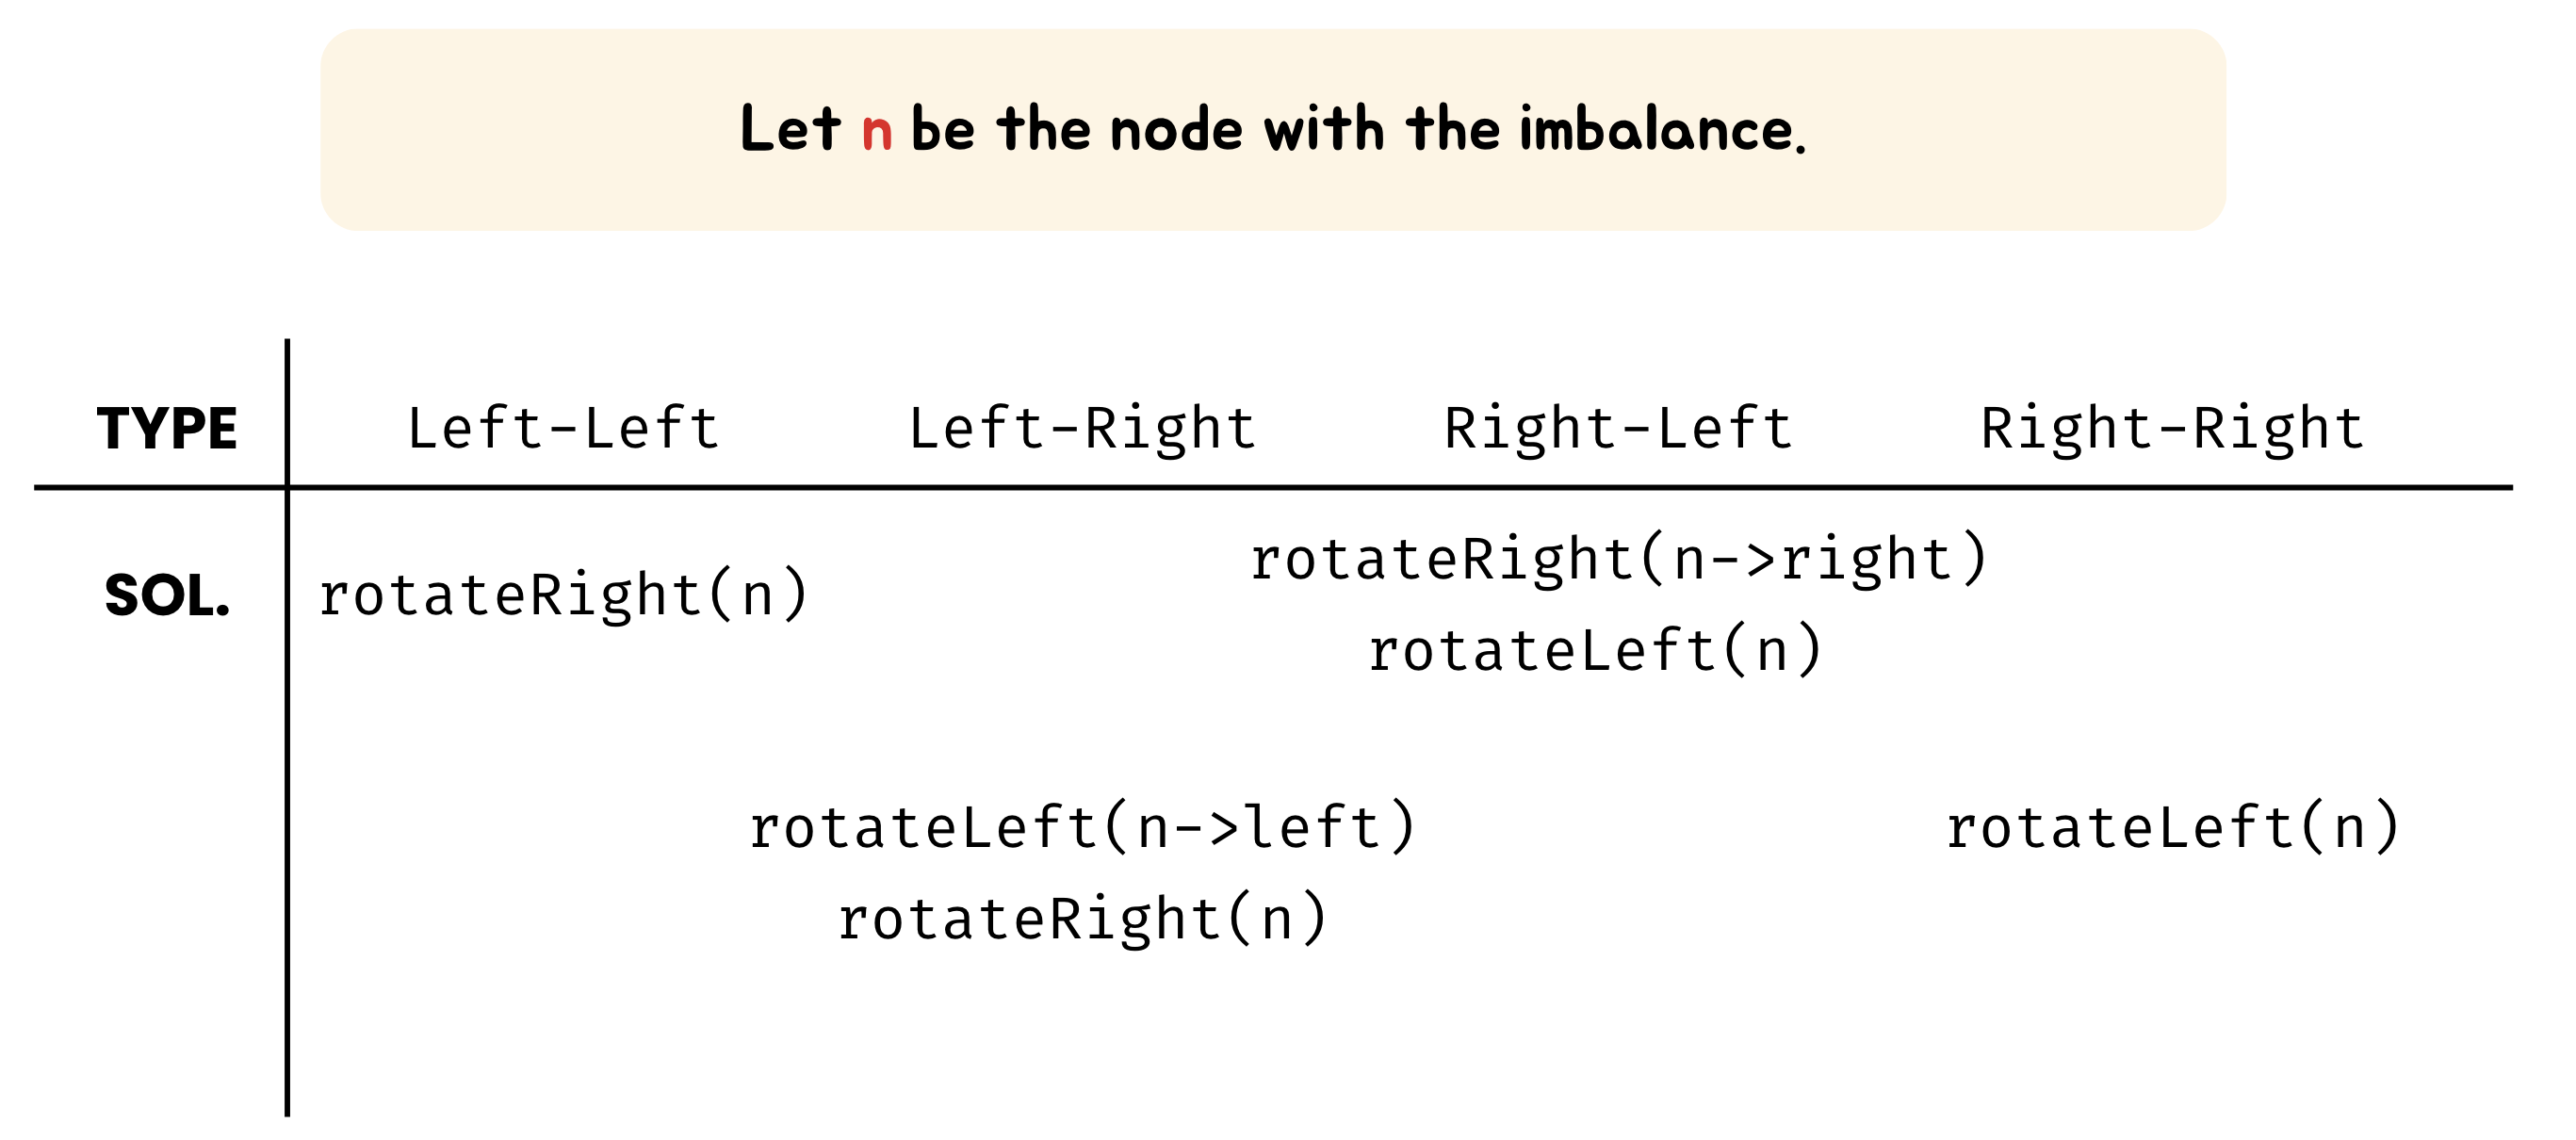 Let n be the node with the imbalance.
TYPE Left-Left Left-Right Right-Left Right-Right
SOL. rotateRight(n) rotateRight(n->right)
rotateLeft(n)
rotateLeft(n->left) rotateLeft(n)
rotateRight(n)